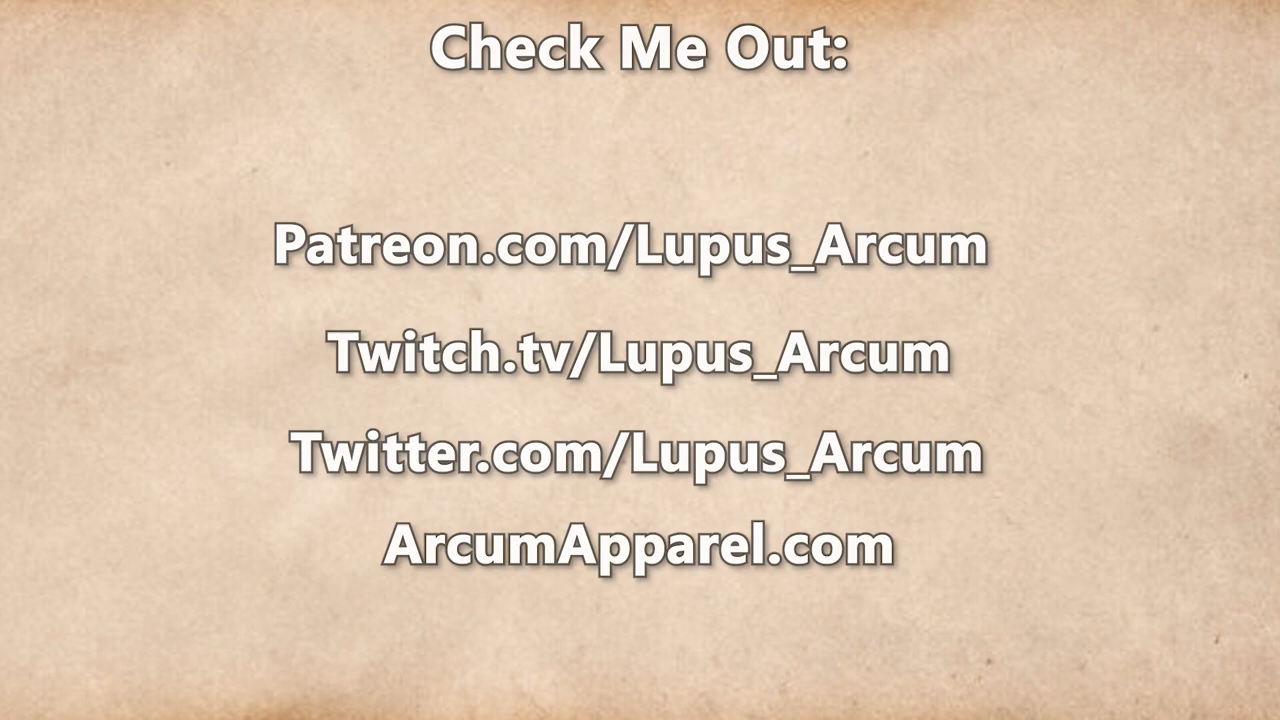 Check Me Out:
Patreon.com/Lupus_Arcum
Twitch.tv/Lupus_Arcum
Twitter.com/Lupus_Arcum
ArcumApparel.com